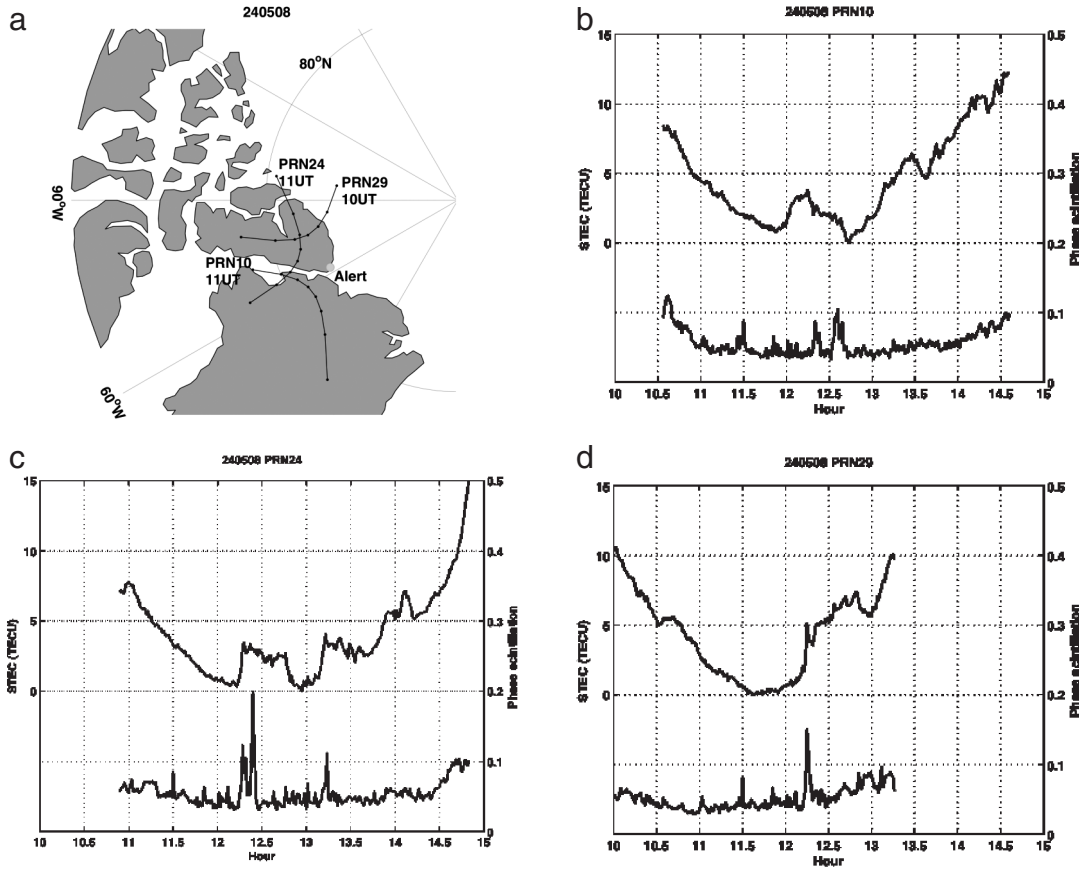 a
240508
80°N
PRN24
11UT
PRN29
10UT
90°W
PRN10
11UT
Alert
60°W
b
240508 PRN10
15
10
5
0
STEC (TECU)
0.5
0.4
0.3
0.2
0.1
0
Phase scintillation
10 10.5 11 11.5 12 12.5 13 13.5 14 14.5 15
Hour
c
240508 PRN24
15
10
5
0
STEC (TECU)
0.5
0.4
0.3
0.2
0.1
0
Phase scintillation
10 10.5 11 11.5 12 12.5 13 13.5 14 14.5 15
Hour
d
240508 PRN29
15
10
5
0
STEC (TECU)
0.5
0.4
0.3
0.2
0.1
0
Phase scintillation
10 10.5 11 11.5 12 12.5 13 13.5 14 14.5 15
Hour